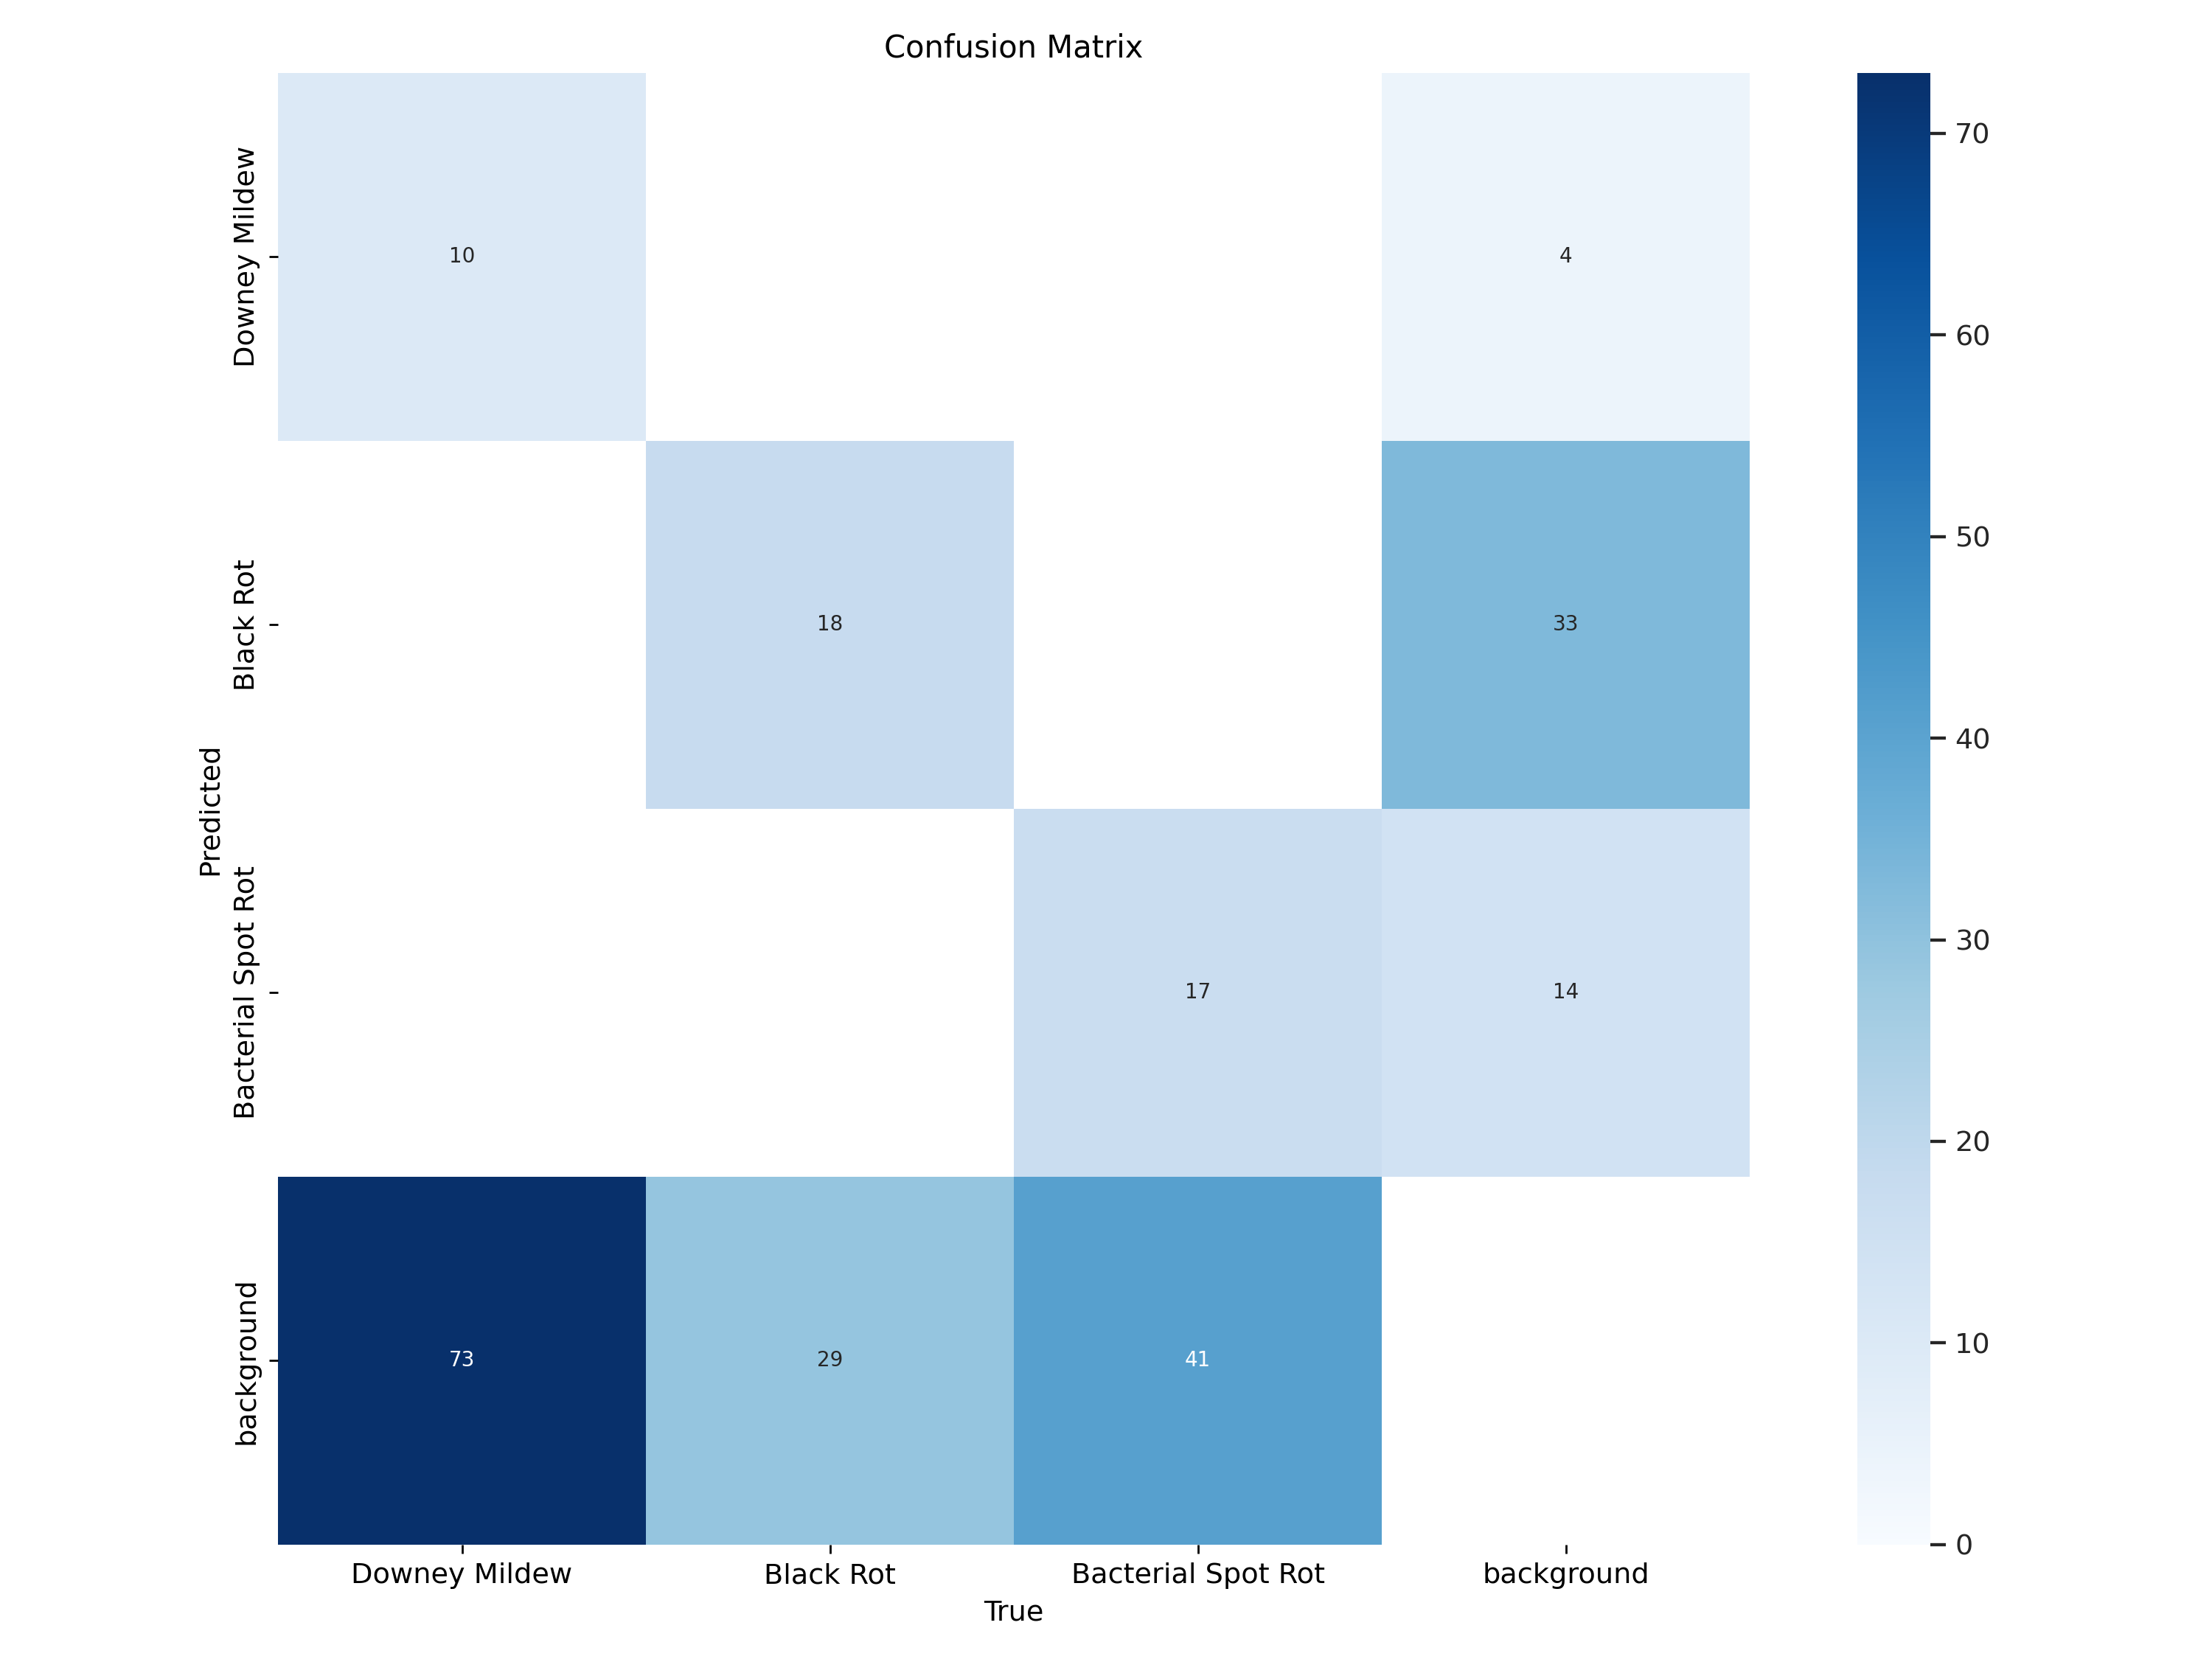 Confusion Matrix
Predicted
Downey Mildew
Black Rot
Bacterial Spot Rot
background
10
4
18
33
17
14
73
29
41
Downey Mildew
Black Rot
Bacterial Spot Rot
background
True
70
60
50
40
30
20
10
0